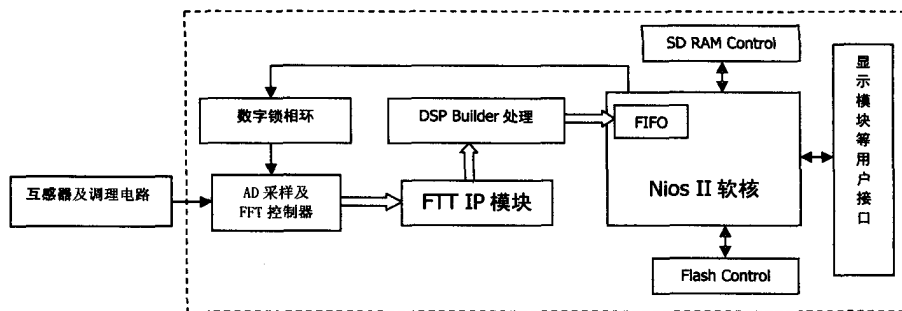 SD RAM Control
显示模块等用户接口
数字锁相环
DSP Builder 处理
FIFO
互感器及调理电路
AD 采样及
FFT 控制器
FTT IP 模块
Nios II 软核
Flash Control